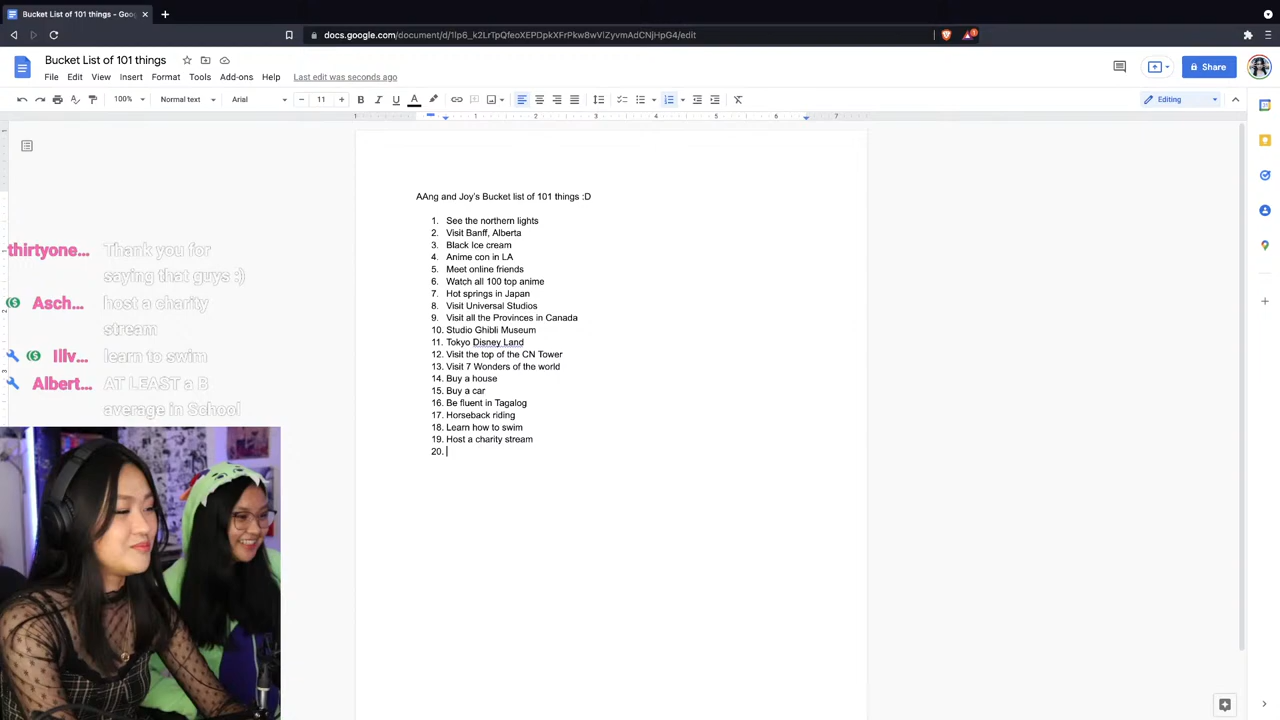 Bucket List of 101 things - Goo
docs.google.com/document/d/1lp6_k2LrTpQfeoXEPDpkXFrPkw8wVlZyvmAdCNjHpG4/edit
Bucket List of 101 things
File Edit View Insert Format Tools Add-ons Help Last edit was seconds ago
Share
100% Normal text Arial 11 Editing
AAng and Joy's Bucket list of 101 things :D
1. See the northern lights
2. Visit Banff, Alberta
3. Black Ice cream
4. Anime con in LA
5. Meet online friends
6. Watch all 100 top anime
7. Hot springs in Japan
8. Visit Universal Studios
9. Visit all the Provinces in Canada
10. Studio Ghibli Museum
11. Tokyo Disney Land
12. Visit the top of the CN Tower
13. Visit 7 Wonders of the world
14. Buy a house
15. Buy a car
16. Be fluent in Tagalog
17. Horseback riding
18. Learn how to swim
19. Host a charity stream
20.
thirtyone... Thank you for
saying that guys :)
Asch... host a charity
stream
Illv... learn to swim
Albert... AT LEAST a B
average in School